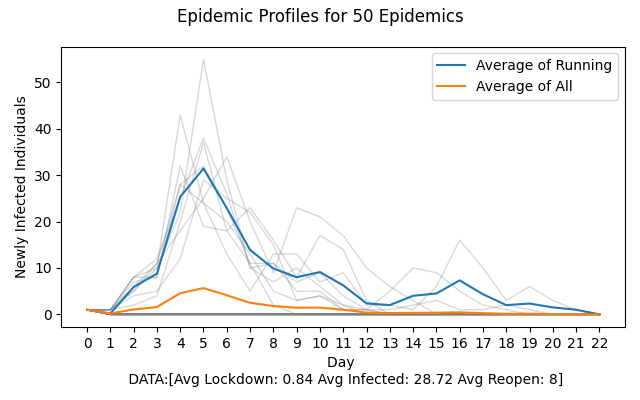 Epidemic Profiles for 50 Epidemics
Average of Running
Average of All
Newly Infected Individuals
50
40
30
20
10
0
0 1 2 3 4 5 6 7 8 9 10 11 12 13 14 15 16 17 18 19 20 21 22
Day
DATA:[Avg Lockdown: 0.84 Avg Infected: 28.72 Avg Reopen: 8]